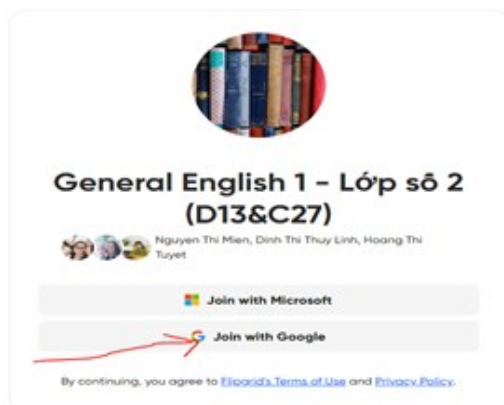 General English 1 - Lớp số 2
(D13&C27)
Nguyen Thi Mien, Dinh Thi Thuy Linh, Hoang Thi
Tuyet
Join with Microsoft
Join with Google
By continuing, you agree to Flipgrid's Terms of Use and Privacy Policy.